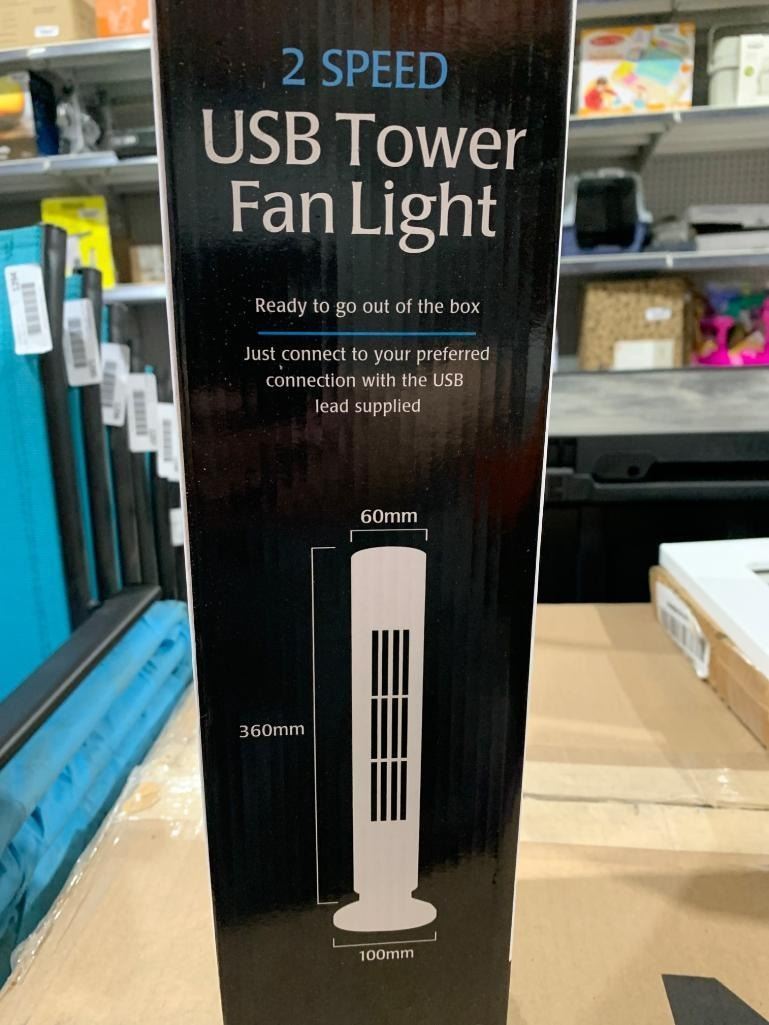 2 SPEED
USB Tower
Fan Light
Ready to go out of the box
Just connect to your preferred
connection with the USB
lead supplied
60mm
360mm
100mm